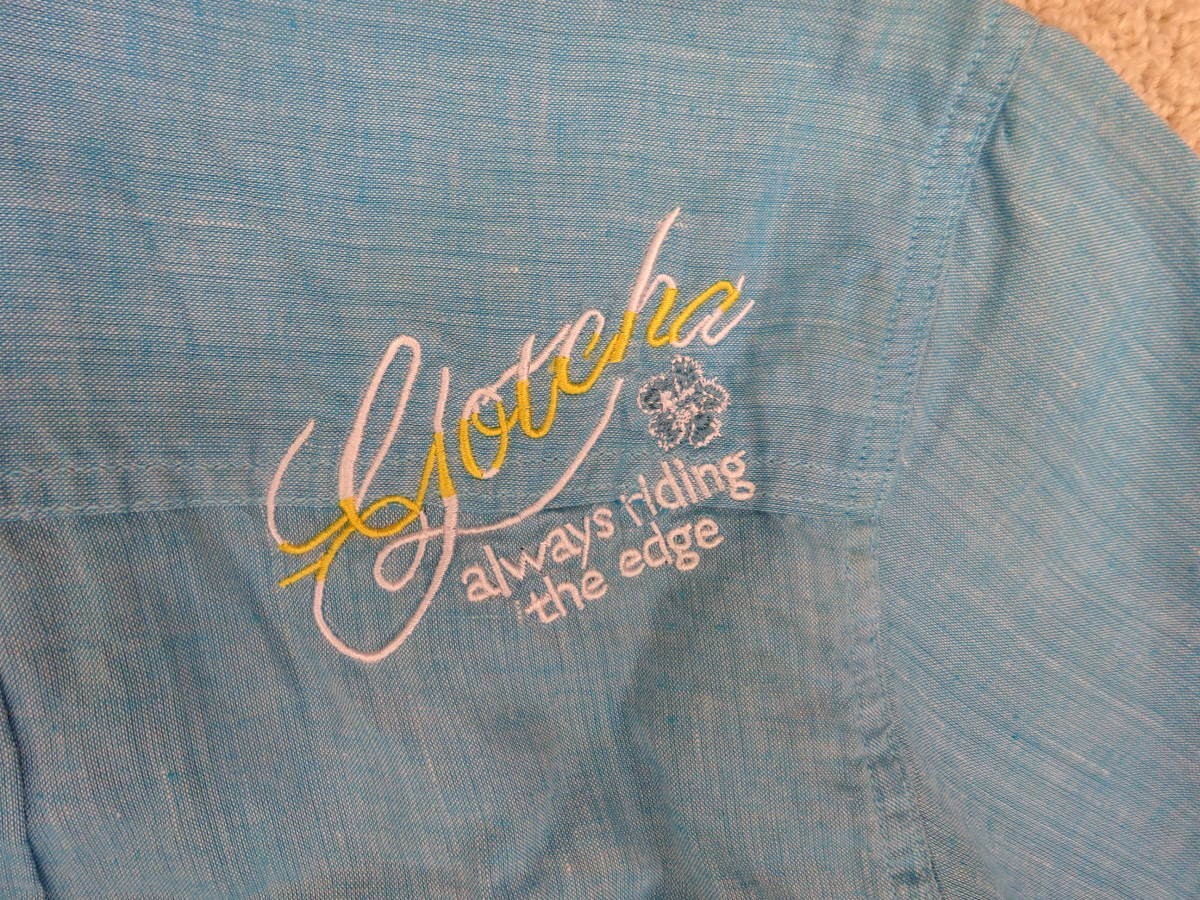 Gotcha
always riding
the edge